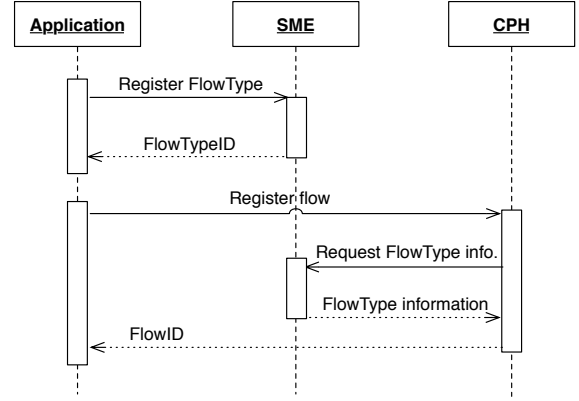 Application
SME
CPH
Register FlowType
FlowTypeID
Register flow
Request FlowType info.
FlowType information
FlowID